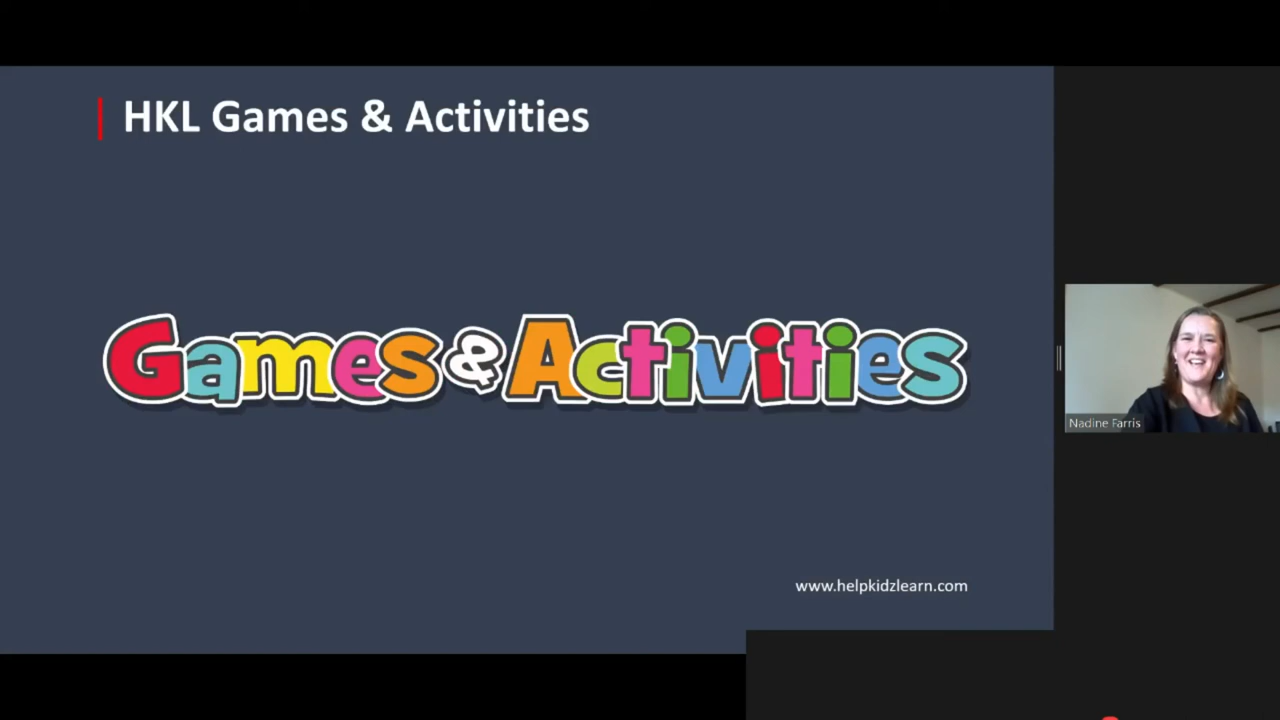 HKL Games & Activities
Games & Activities
Nadine Farris
www.helpkidzlearn.com